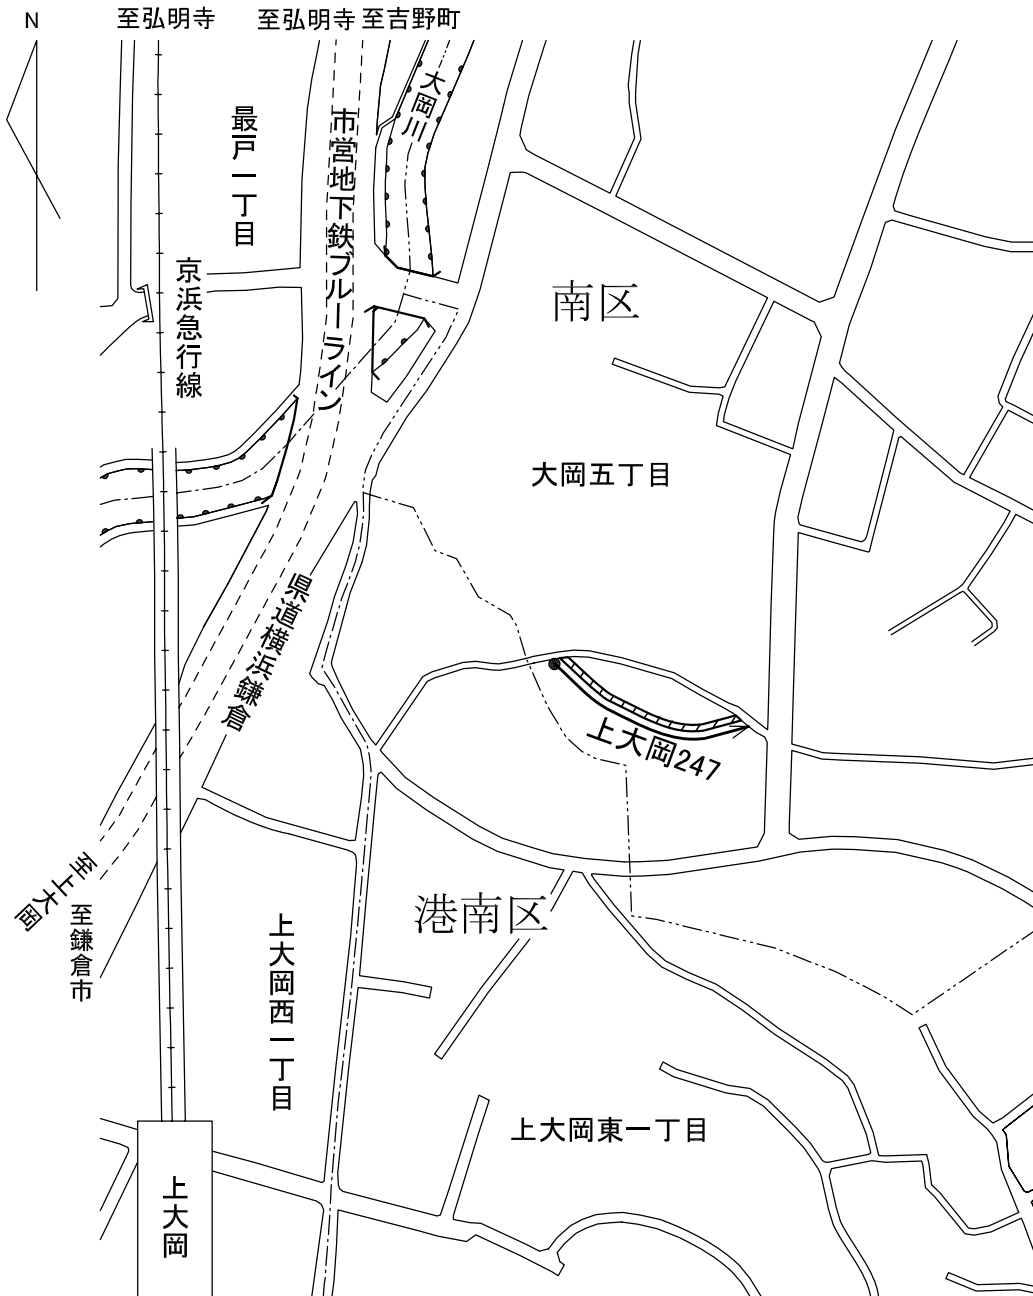 N
至弘明寺
至弘明寺
至吉野町
大岡川
最戸一丁目
市営地下鉄ブルーライン
京浜急行線
南区
大岡五丁目
県道横浜鎌倉
上大岡247
至上大岡
至鎌倉市
港南区
上大岡西一丁目
上大岡東一丁目
上大岡